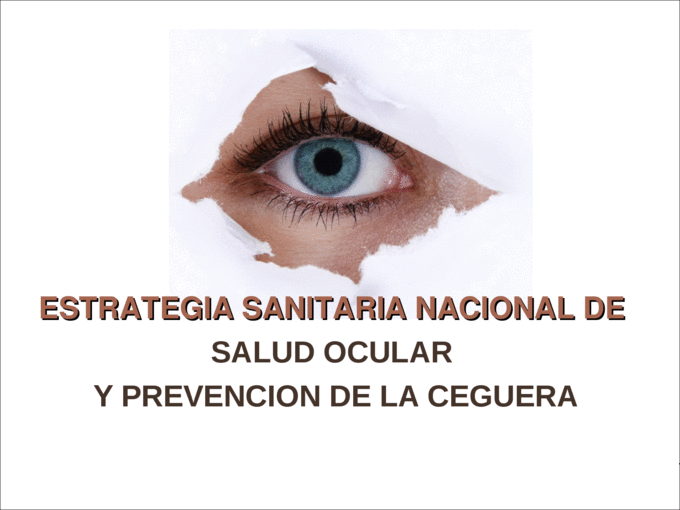 ESTRATEGIA SANITARIA NACIONAL DE
SALUD OCULAR
Y PREVENCION DE LA CEGUERA